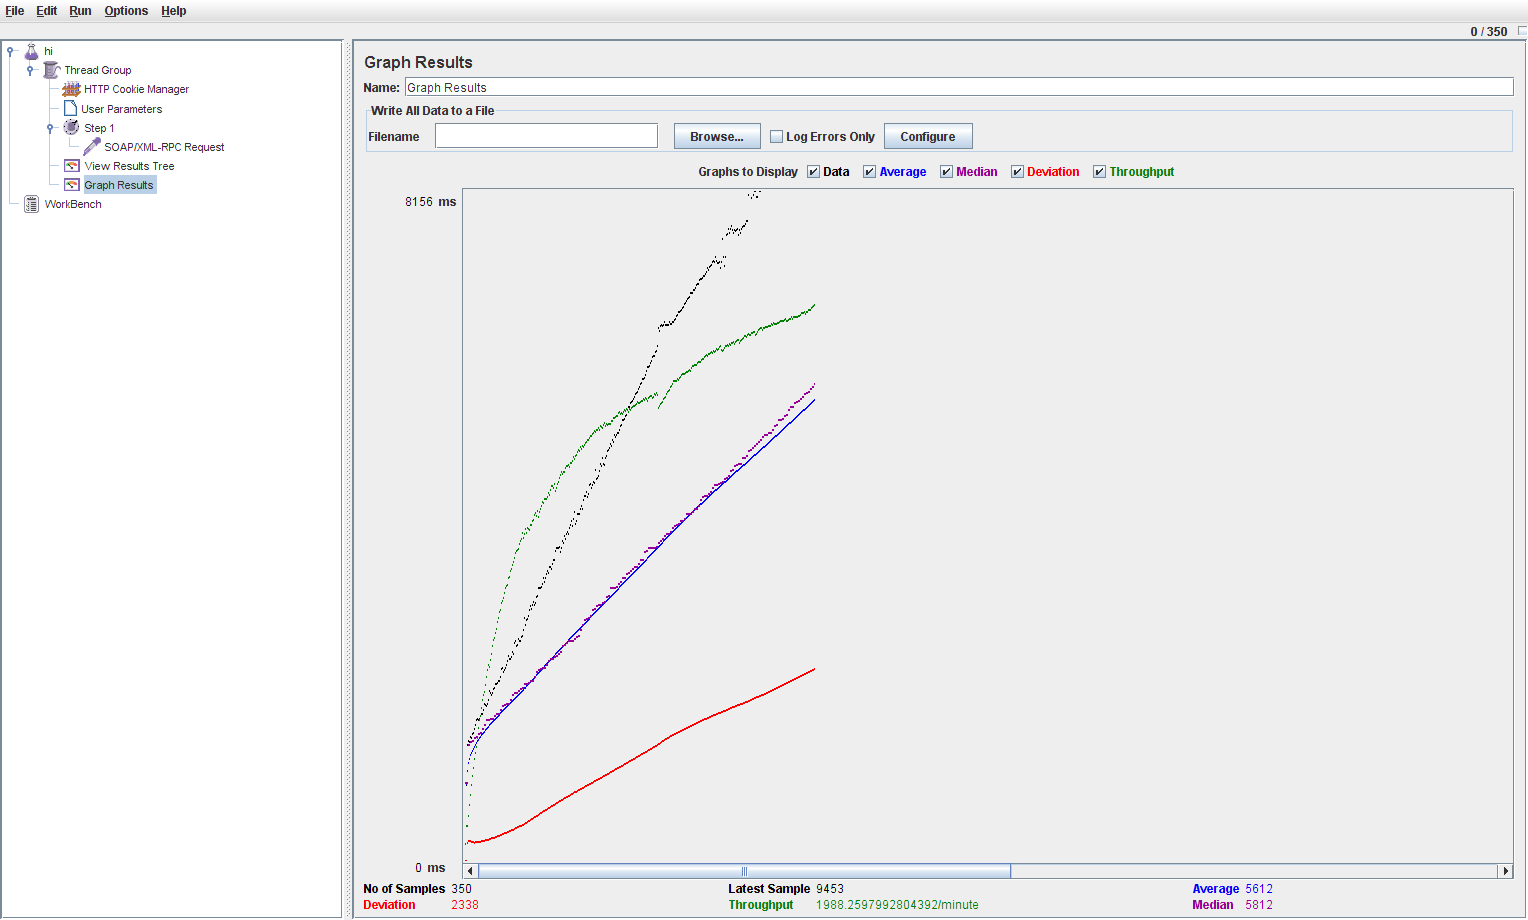 File Edit Run Options Help
0 / 350
hi
Thread Group
HTTP Cookie Manager
User Parameters
Step 1
SOAP/XML-RPC Request
View Results Tree
Graph Results
WorkBench
Graph Results
Name: Graph Results
Write All Data to a File
Filename Browse... Log Errors Only Configure
Graphs to Display Data Average Median Deviation Throughput
8156 ms
0 ms
No of Samples 350 Latest Sample 9453 Average 5612
Deviation 2338 Throughput 1988.2597992804392/minute Median 5812